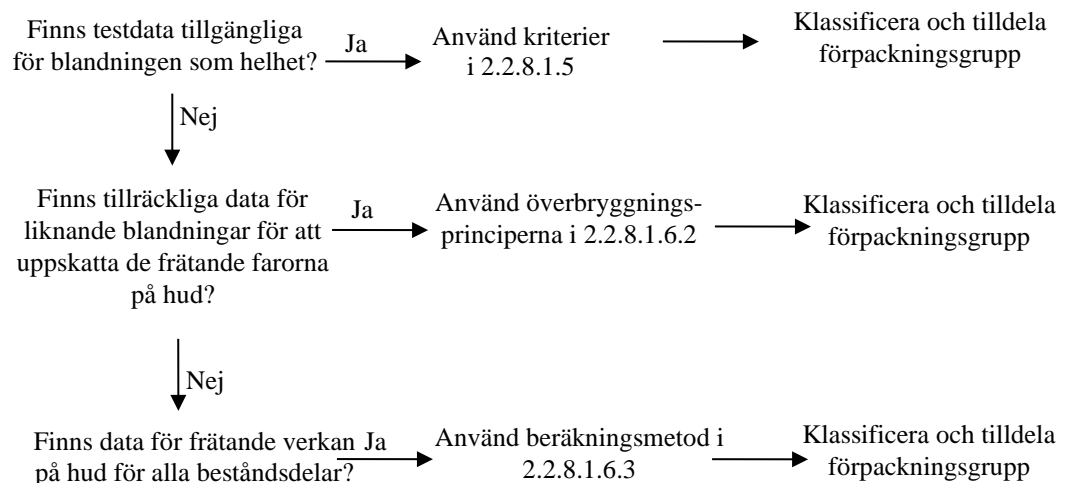 Finns testdata tillgängliga
för blandningen som helhet?
Ja
Använd kriterier
i 2.2.8.1.5
Klassificera och tilldela
förpackningsgrupp
Nej
Finns tillräckliga data för
liknande blandningar för att
uppskatta de frätande farorna
på hud?
Ja
Använd överbryggnings-
principerna i 2.2.8.1.6.2
Klassificera och tilldela
förpackningsgrupp
Nej
Finns data för frätande verkan
på hud för alla beståndsdelar?
Ja
Använd beräkningsmetod i
2.2.8.1.6.3
Klassificera och tilldela
förpackningsgrupp